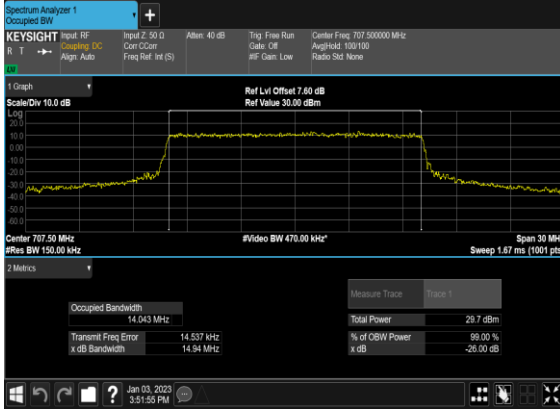 Spectrum Analyzer 1
Occupied BW
+
KEYSIGHT Input: RF Input Z: 50 Ω Atten: 40 dB Trig: Free Run Center Freq: 707.500000 MHz
R T Coupling: DC Corr CCorr Gate: Off Avg|Hold: 100/100
Align: Auto Freq Ref: Int (S) #IF Gain: Low Radio Std: None
LW
1 Graph
Ref Lvl Offset 7.60 dB
Scale/Div 10.0 dB Ref Value 30.00 dBm
Log
20.0
10.0
0.00
-10.0
-20.0
-30.0
-40.0
-50.0
-60.0
Center 707.50 MHz #Video BW 470.00 kHz* Span 30 MH
#Res BW 150.00 kHz Sweep 1.67 ms (1001 pts
2 Metrics
Measure Trace Trace 1
Occupied Bandwidth
14.043 MHz Total Power 29.7 dBm
Transmit Freq Error 14.537 kHz % of OBW Power 99.00 %
x dB Bandwidth 14.94 MHz x dB -26.00 dB
? Jan 03, 2023
3:51:55 PM